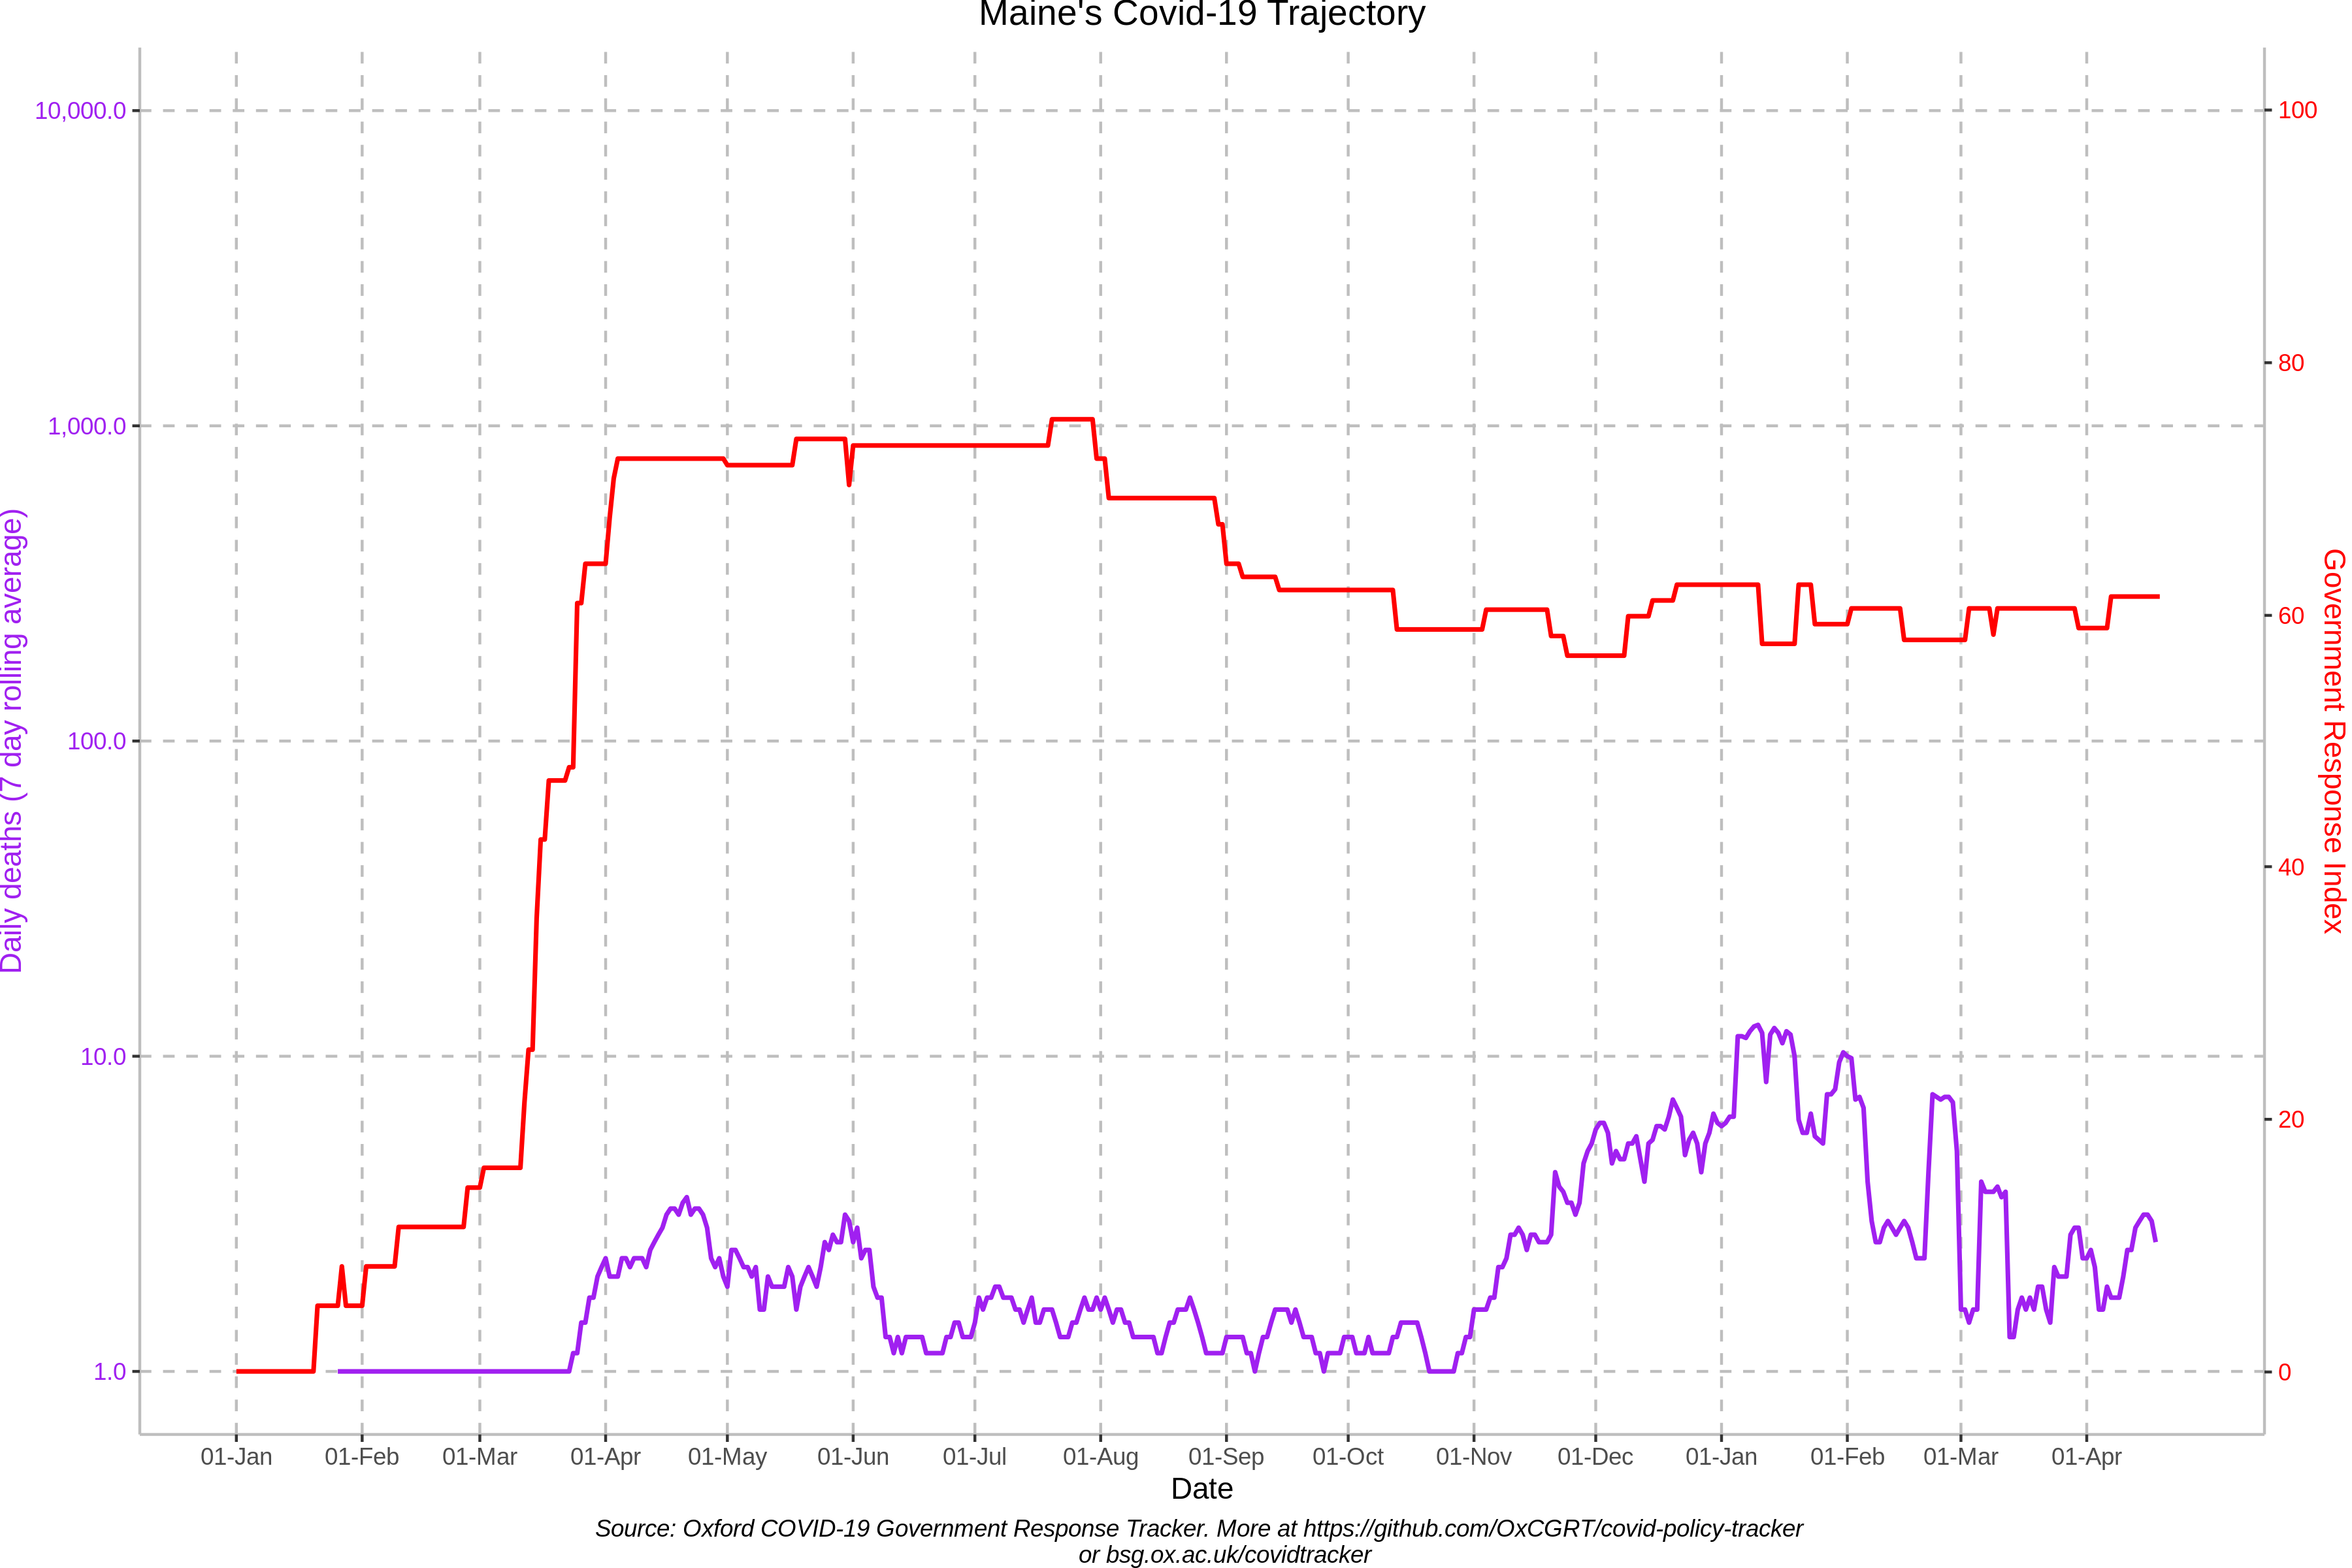 Maine's Covid-19 Trajectory
10,000.0
1,000.0
100.0
10.0
1.0
Daily deaths (7 day rolling average)
100
80
60
40
20
0
Government Response Index
01-Jan 01-Feb 01-Mar 01-Apr 01-May 01-Jun 01-Jul 01-Aug 01-Sep 01-Oct 01-Nov 01-Dec 01-Jan 01-Feb 01-Mar 01-Apr
Date
Source: Oxford COVID-19 Government Response Tracker. More at https://github.com/OxCGRT/covid-policy-tracker
or bsg.ox.ac.uk/covidtracker